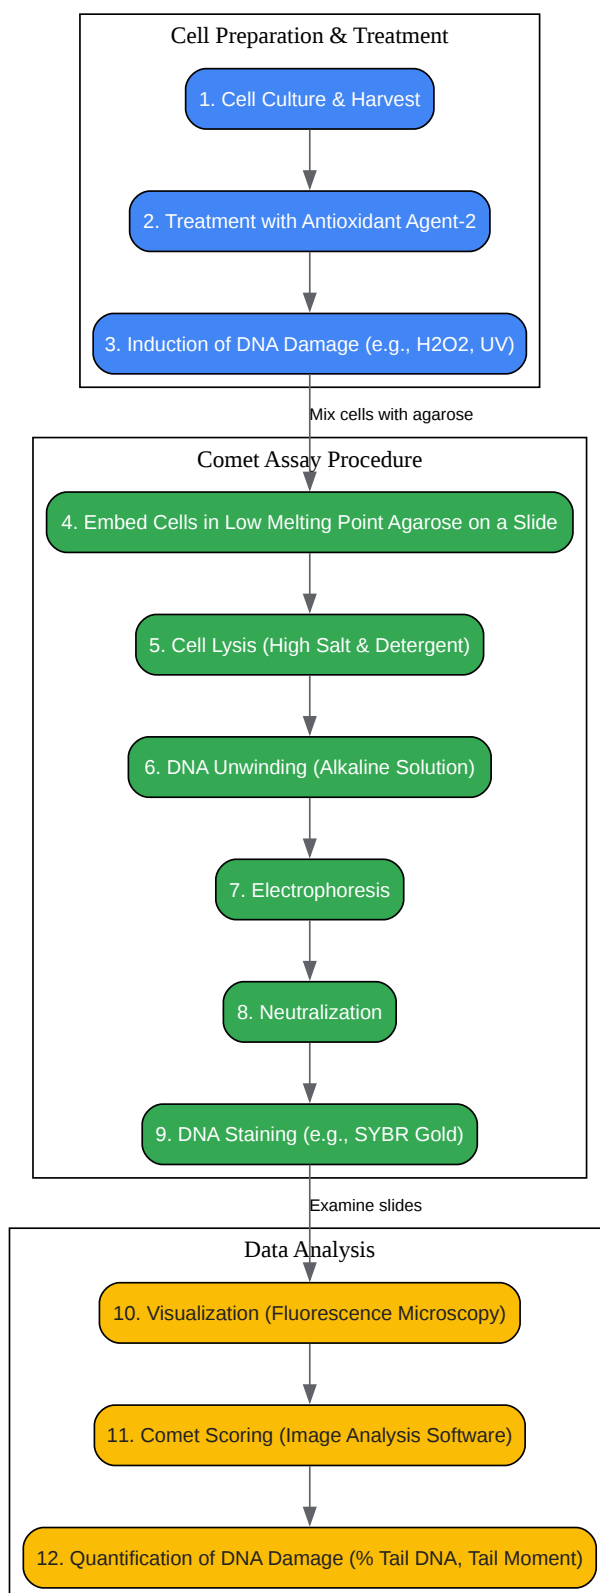 Cell Preparation & Treatment
1. Cell Culture & Harvest
2. Treatment with Antioxidant Agent-2
3. Induction of DNA Damage (e.g., H2O2, UV)
Mix cells with agarose
Comet Assay Procedure
4. Embed Cells in Low Melting Point Agarose on a Slide
5. Cell Lysis (High Salt & Detergent)
6. DNA Unwinding (Alkaline Solution)
7. Electrophoresis
8. Neutralization
9. DNA Staining (e.g., SYBR Gold)
Examine slides
Data Analysis
10. Visualization (Fluorescence Microscopy)
11. Comet Scoring (Image Analysis Software)
12. Quantification of DNA Damage (% Tail DNA, Tail Moment)